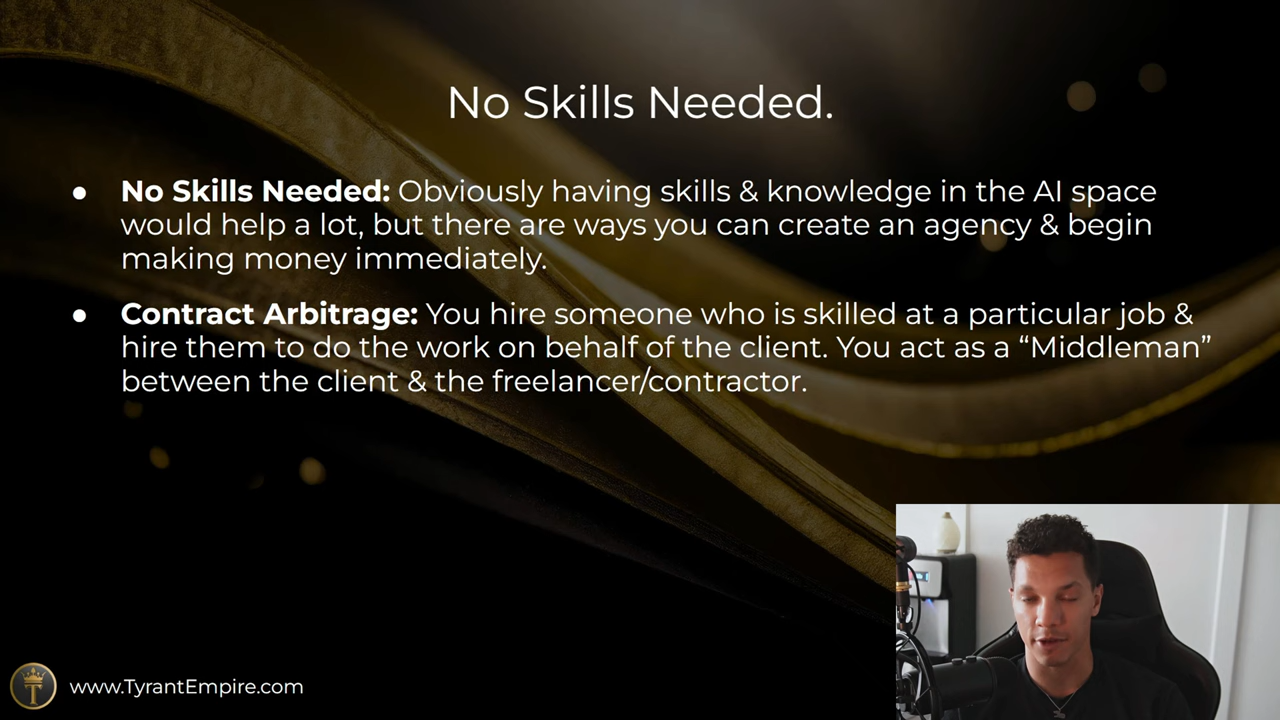 No Skills Needed.
● No Skills Needed: Obviously having skills & knowledge in the AI space
would help a lot, but there are ways you can create an agency & begin
making money immediately.
● Contract Arbitrage: You hire someone who is skilled at a particular job &
hire them to do the work on behalf of the client. You act as a “Middleman”
between the client & the freelancer/contractor.
T
www.TyrantEmpire.com